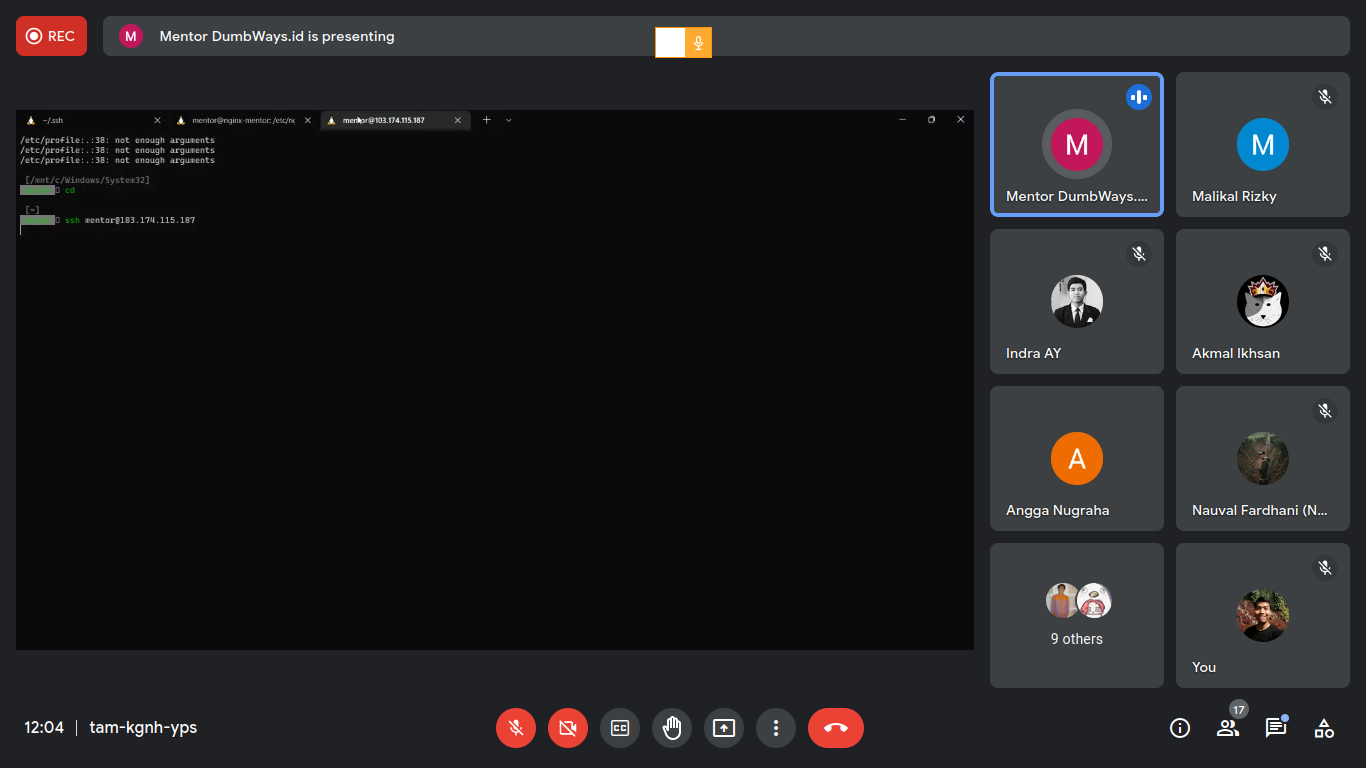 REC
M
Mentor DumbWays.id is presenting
~/.ssh
mentor@nginx-mentor: /etc/ng
mentor@103.174.115.187
/etc/profile:.:38: not enough arguments
/etc/profile:.:38: not enough arguments
/etc/profile:.:38: not enough arguments
[/mnt/c/Windows/System32]
cd
[~]
ssh mentor@103.174.115.187
M
Mentor DumbWays....
M
Malikal Rizky
Indra AY
Akmal Ikhsan
A
Angga Nugraha
Nauval Fardhani (N...
9 others
You
12:04 | tam-kgnh-yps
CC
17